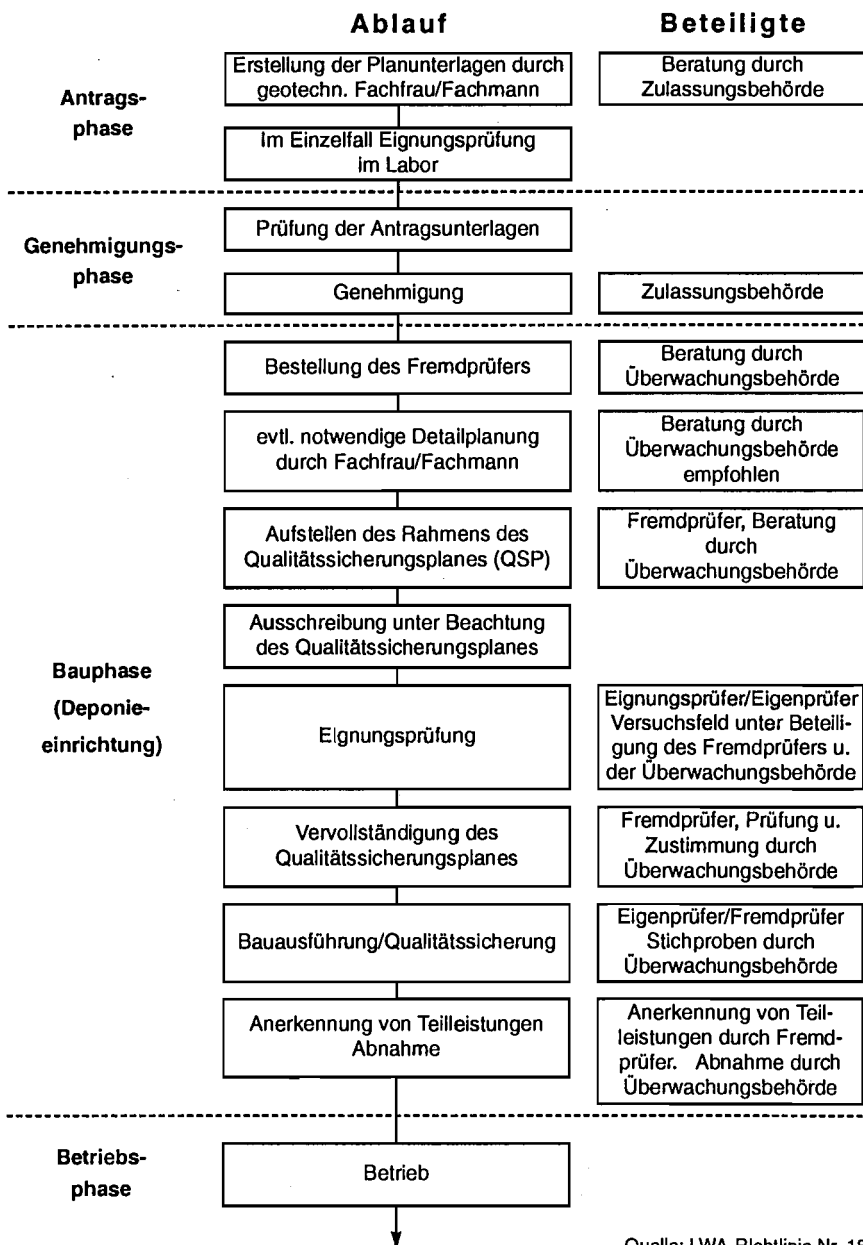 Ablauf Beteiligte
Antrags-
phase
Erstellung der Planunterlagen durch
geotechn. Fachfrau/Fachmann
Beratung durch
Zulassungsbehörde
Im Einzelfall Eignungsprüfung
im Labor
Genehmigungs-
phase
Prüfung der Antragsunterlagen
Genehmigung
Zulassungsbehörde
Bauphase
(Deponie-
einrichtung)
Bestellung des Fremdprüfers
Beratung durch
Überwachungsbehörde
evtl. notwendige Detailplanung
durch Fachfrau/Fachmann
Beratung durch
Überwachungsbehörde
empfohlen
Aufstellen des Rahmens des
Qualitätssicherungsplanes (QSP)
Fremdprüfer, Beratung
durch
Überwachungsbehörde
Ausschreibung unter Beachtung
des Qualitätssicherungsplanes
Eignungsprüfung
Eignungsprüfer/Eigenprüfer
Versuchsfeld unter Beteili-
gung des Fremdprüfers u.
der Überwachungsbehörde
Vervollständigung des
Qualitätssicherungsplanes
Fremdprüfer, Prüfung u.
Zustimmung durch
Überwachungsbehörde
Bauausführung/Qualitätssicherung
Eigenprüfer/Fremdprüfer
Stichproben durch
Überwachungsbehörde
Anerkennung von Teilleistungen
Abnahme
Anerkennung von Teil-
leistungen durch Fremd-
prüfer. Abnahme durch
Überwachungsbehörde
Betriebs-
phase
Betrieb
Quelle: LWA-Richtlinie Nr. 18